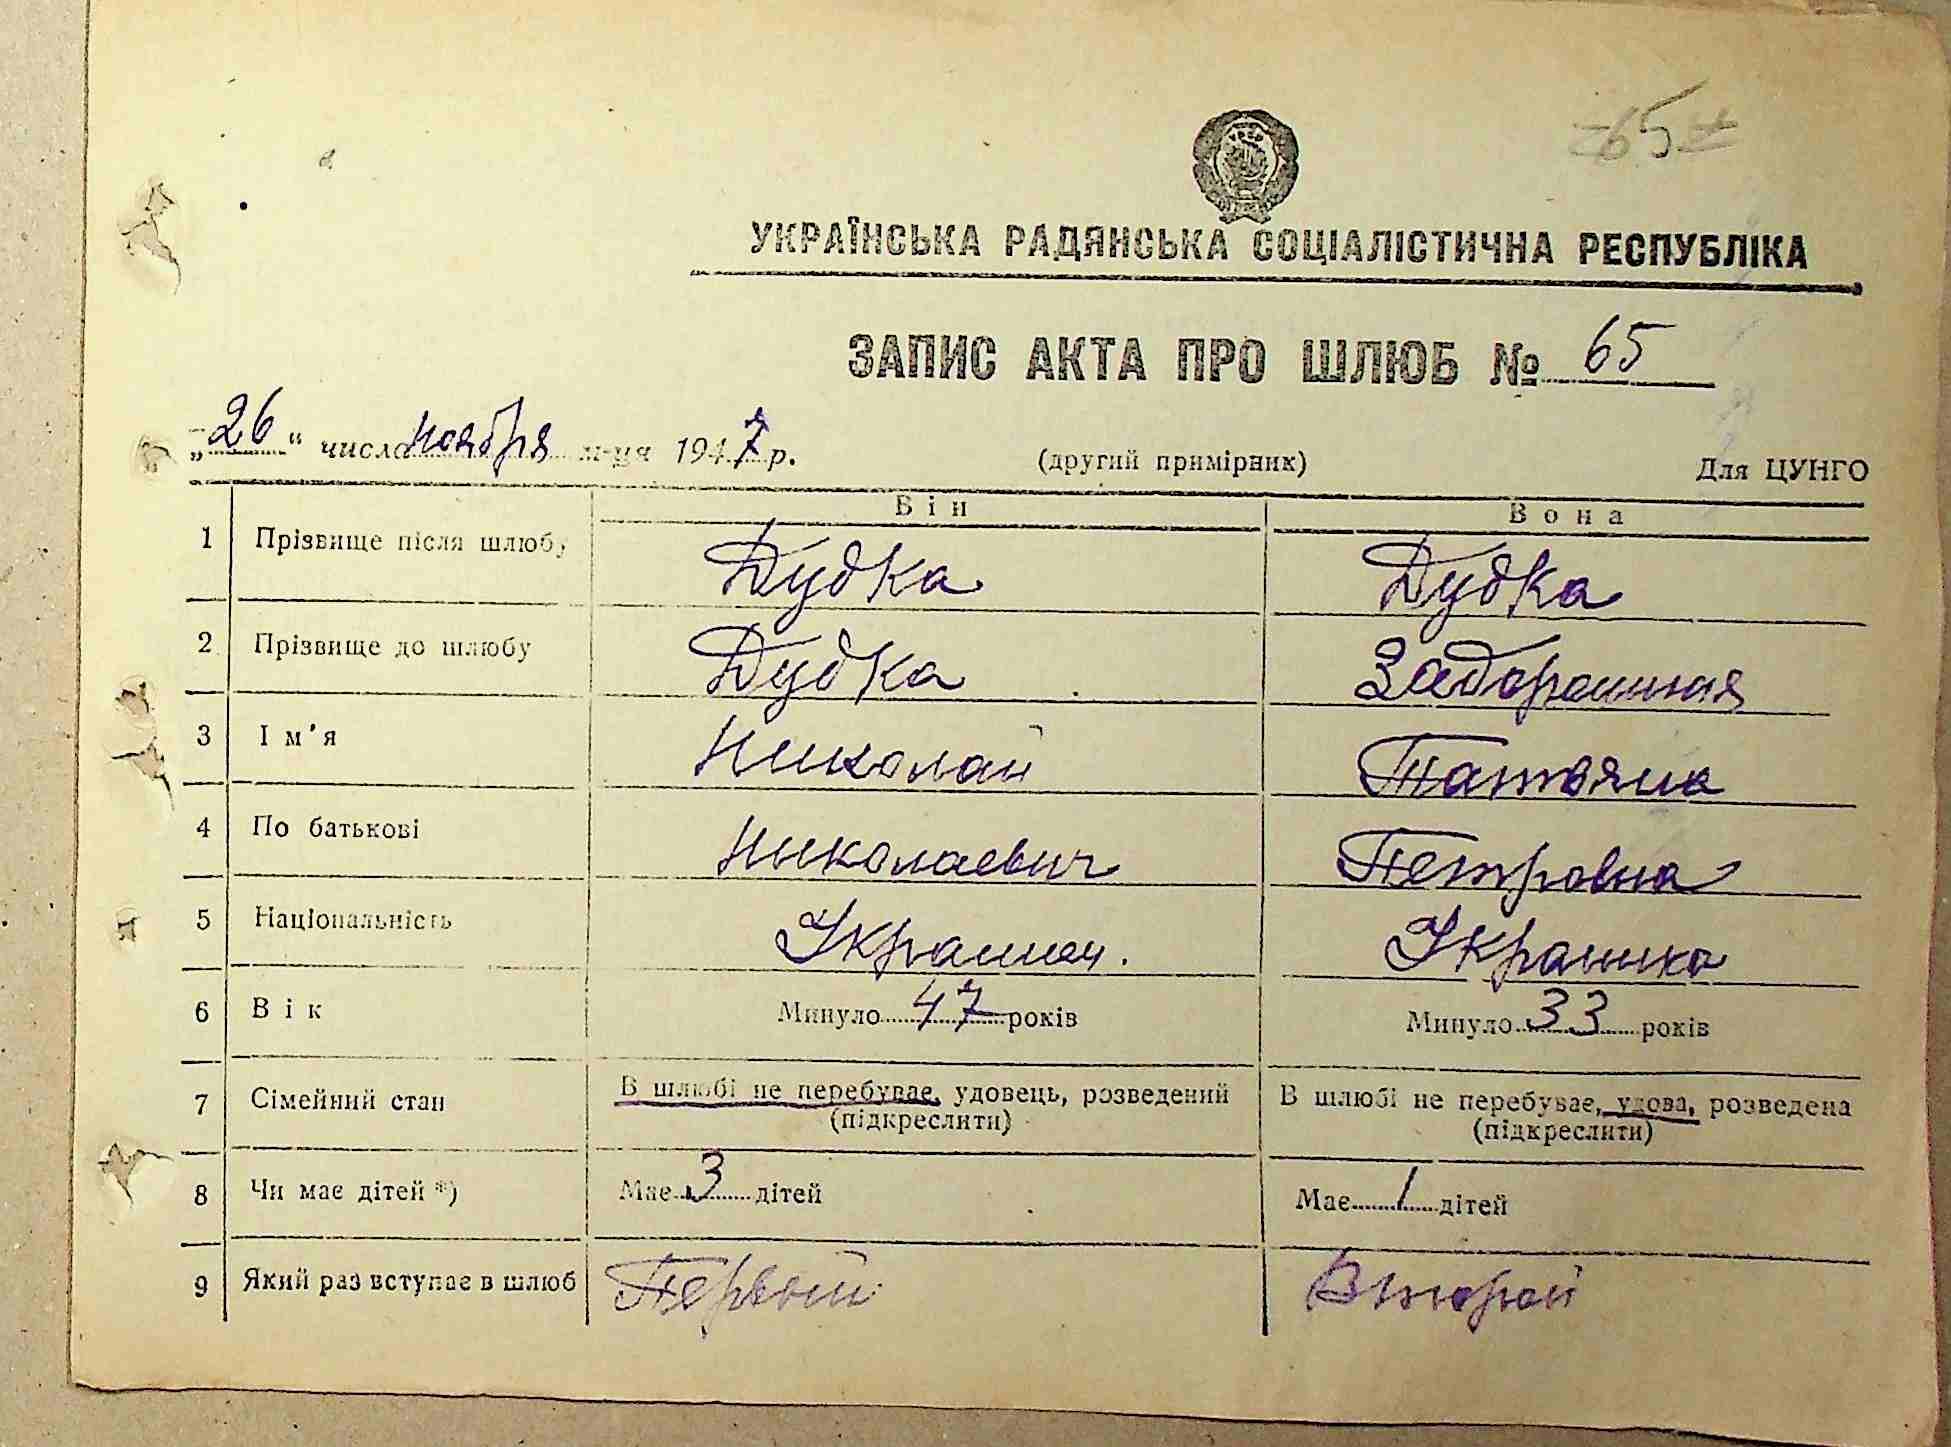 -65-
УРСР
УКРАЇНСЬКА РАДЯНСЬКА СОЦІАЛІСТИЧНА РЕСПУБЛІКА
ЗАПИС АКТА ПРО ШЛЮБ № 65
„26“ числа ноября м-ця 1947 р. (другий примірник) Для ЦУНГО
Він Вона
1 Прізвище після шлюбу Дудка Дудка
2 Прізвище до шлюбу Дудка Задорошная
3 Ім'я Николай Татьяна
4 По батькові Николаевич Петровна
5 Національність Украинец. Украинка
6 Вік Минуло 47 років Минуло 33 років
7 Сімейний стан В шлюбі не перебуває, удовець, розведений (підкреслити) В шлюбі не перебуває, удова, розведена (підкреслити)
8 Чи має дітей *) Має 3 дітей Має 1 дітей
9 Який раз вступає в шлюб Первый Второй